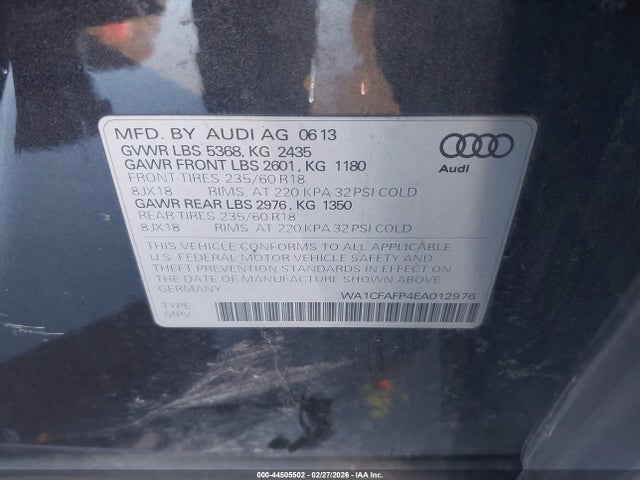 MFD. BY AUDI AG 06 13
GVWR LBS 5368, KG 2435
GAWR FRONT LBS 2601, KG 1180
FRONT-TIRES 235/60 R18
8JX18 RIMS, AT 220 KPA 32 PSI COLD
GAWR REAR LBS 2976, KG 1350
REAR-TIRES 235/60 R18
8JX18 RIMS, AT 220 KPA 32 PSI COLD
THIS VEHICLE CONFORMS TO ALL APPLICABLE
U.S. FEDERAL MOTOR VEHICLE SAFETY AND
THEFT PREVENTION STANDARDS IN EFFECT ON
THE DATE OF MANUFACTURE SHOWN ABOVE
GERMANY
WA1CFAFP4EA012976
TYPE:
MPV
Audi
000-44505502 - 02/27/2026 - IAA Inc.